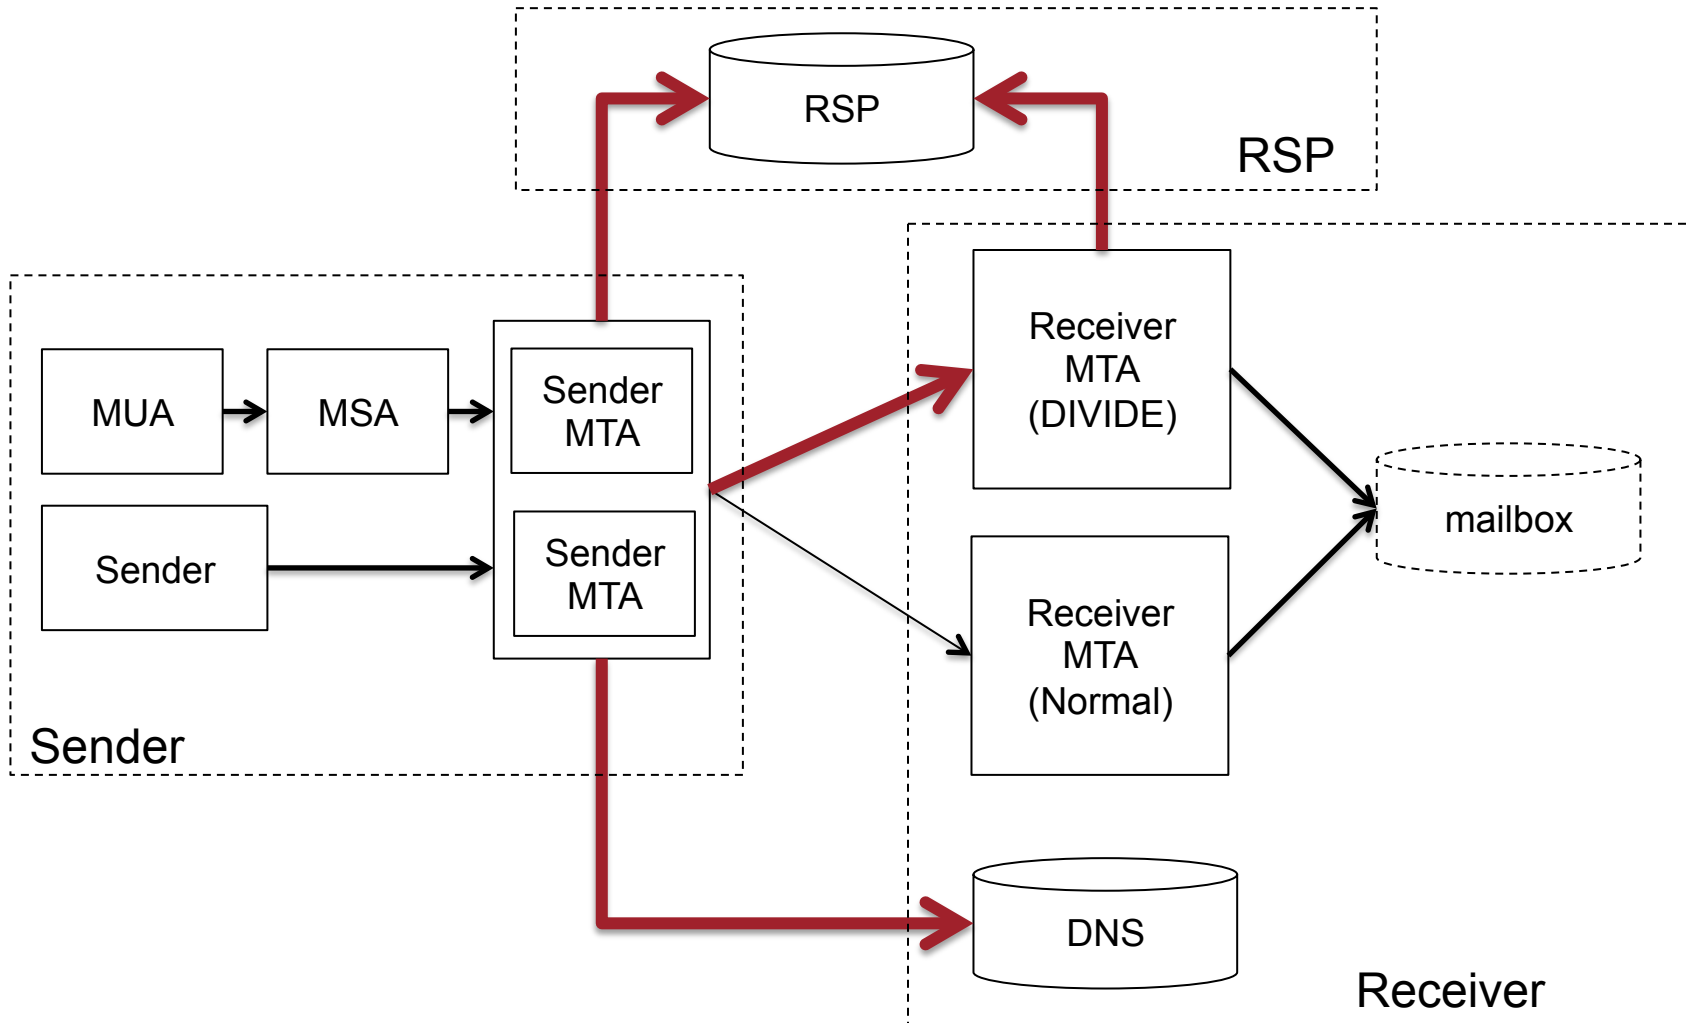 RSP
RSP
MUA
MSA
Sender
MTA
Sender
Sender
MTA
Sender
Receiver
MTA
(DIVIDE)
Receiver
MTA
(Normal)
mailbox
DNS
Receiver